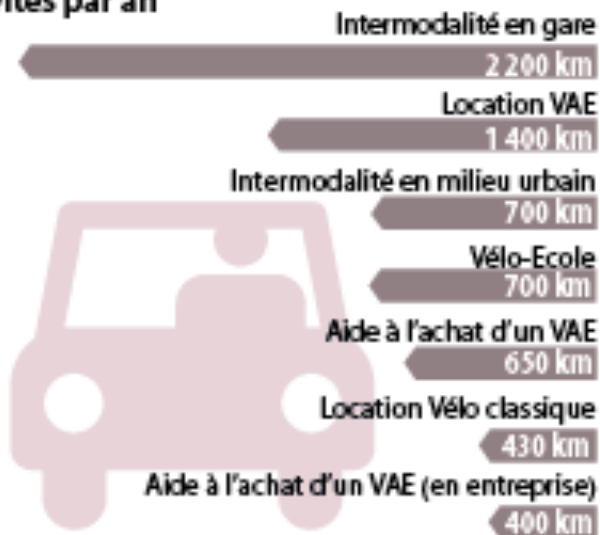 par an
Intermodalité en gare
2 200 km
Location VAE
1 400 km
Intermodalité en milieu urbain
700 km
Vélo-Ecole
700 km
Aide à l'achat d'un VAE
650 km
Location Vélo classique
430 km
Aide à l'achat d'un VAE (en entreprise)
400 km